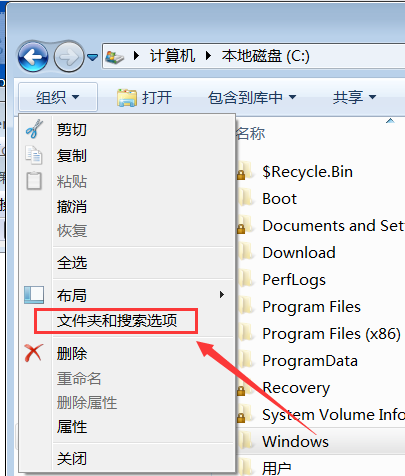 计算机 ▸ 本地磁盘 (C:) ▸
组织 打开 包含到库中 共享
剪切
复制
粘贴
撤消
恢复
全选
布局
文件夹和搜索选项
删除
重命名
删除属性
属性
关闭
名称
$Recycle.Bin
Boot
Documents and Set
Download
PerfLogs
Program Files
Program Files (x86)
ProgramData
Recovery
System Volume Info
Windows
用户